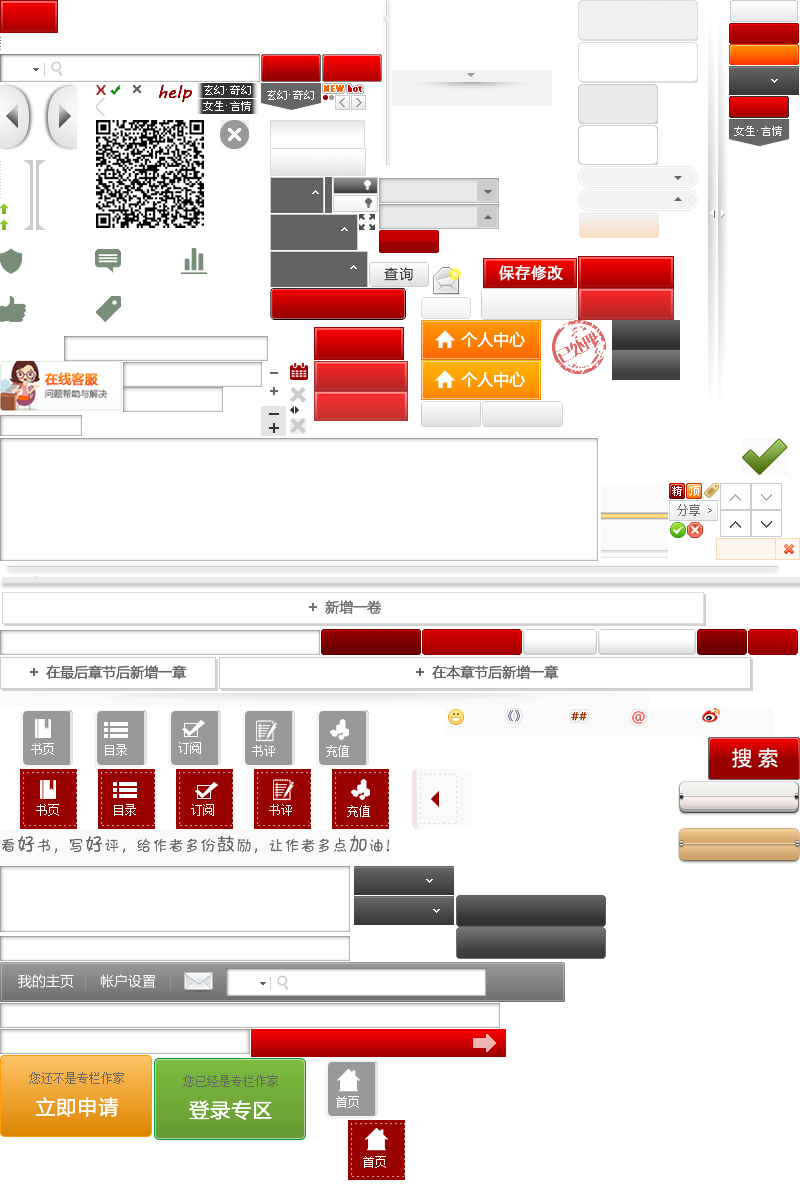 help
玄幻·奇幻
女生·言情
玄幻·奇幻
NEW hot
女生·言情
查询
保存修改
个人中心
已处理
个人中心
在线客服
问题帮助与解决
精
顶
分享 >
+ 新增一卷
+ 在最后章节后新增一章
+ 在本章节后新增一章
《》
##
@
书页
目录
订阅
书评
充值
搜 索
书页
目录
订阅
书评
充值
看好书，写好评，给作者多份鼓励，让作者多点加油！
我的主页
帐户设置
您还不是专栏作家
立即申请
您已经是专栏作家
登录专区
首页
首页